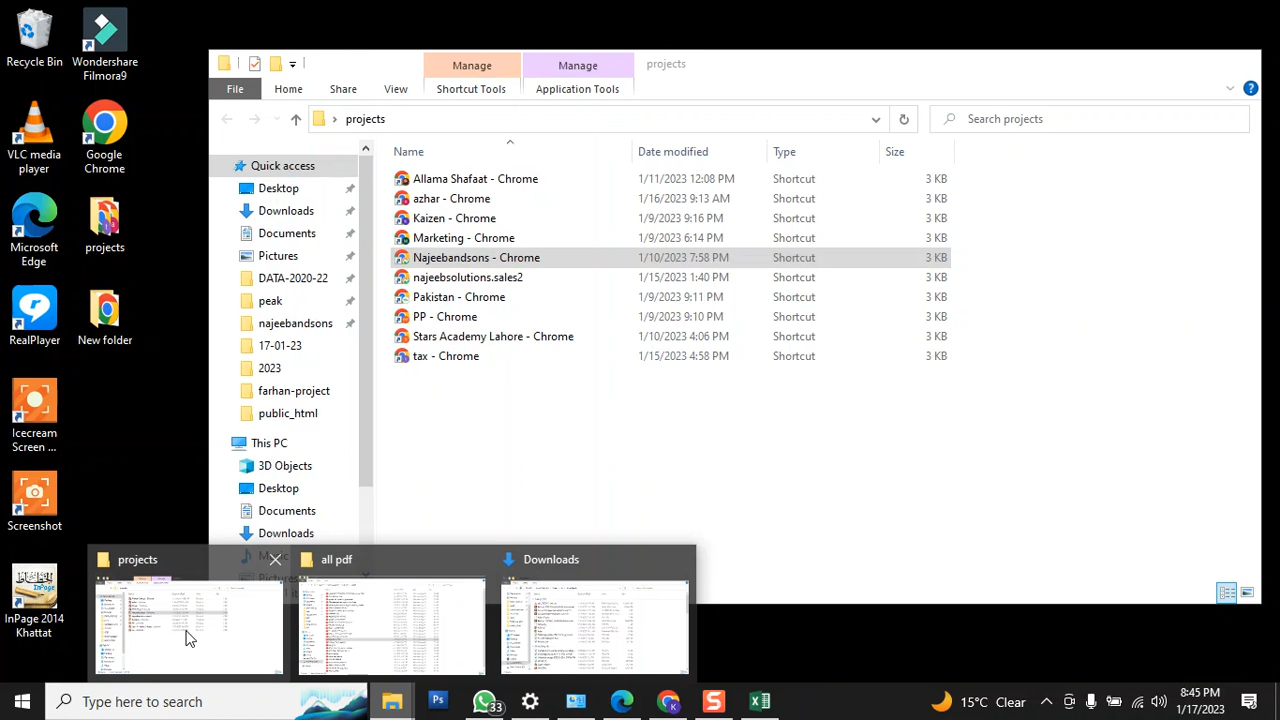 Recycle Bin
Wondershare Filmora9
VLC media player
Google Chrome
Microsoft Edge
projects
RealPlayer
New folder
Icecream Screen ...
Screenshot
Manage
Manage
projects
File
Home
Share
View
Shortcut Tools
Application Tools
projects
Search projects
Name
Date modified
Type
Size
Quick access
Desktop
Downloads
Documents
Pictures
DATA-2020-22
peak
najeebandsons
17-01-23
2023
farhan-project
public_html
This PC
3D Objects
Desktop
Documents
Downloads
Allama Shafaat - Chrome 1/11/2023 12:08 PM Shortcut 3 KB
azhar - Chrome 1/16/2023 9:13 AM Shortcut 3 KB
Kaizen - Chrome 1/9/2023 9:16 PM Shortcut 3 KB
Marketing - Chrome 1/9/2023 6:14 PM Shortcut 3 KB
Najeebandsons - Chrome 1/10/2023 7:58 PM Shortcut 3 KB
najeebsolutions.sales2 1/15/2023 1:40 PM Shortcut 3 KB
Pakistan - Chrome 1/9/2023 9:11 PM Shortcut 3 KB
PP - Chrome 1/9/2023 9:10 PM Shortcut 3 KB
Stars Academy Lahore - Chrome 1/10/2023 4:06 PM Shortcut 3 KB
tax - Chrome 1/15/2023 4:58 PM Shortcut 3 KB
projects
all pdf
Downloads
Type here to search
Ps
33
K
S
15°C Clear
8:45 PM
1/17/2023